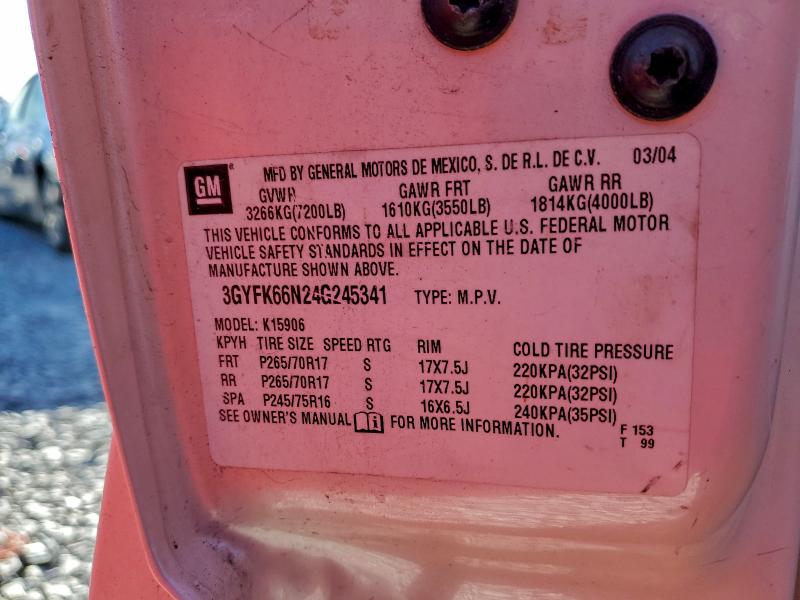 GM
MFD BY GENERAL MOTORS DE MEXICO, S. DE R.L. DE C.V. 03/04
GVWR GAWR FRT GAWR RR
3266KG(7200LB) 1610KG(3550LB) 1814KG(4000LB)
THIS VEHICLE CONFORMS TO ALL APPLICABLE U.S. FEDERAL MOTOR
VEHICLE SAFETY STANDARDS IN EFFECT ON THE DATE OF
MANUFACTURE SHOWN ABOVE.
3GYFK66N24G245341 TYPE: M.P.V.
MODEL: K15906
KPYH TIRE SIZE SPEED RTG RIM COLD TIRE PRESSURE
FRT P265/70R17 S 17X7.5J 220KPA(32PSI)
RR P265/70R17 S 17X7.5J 220KPA(32PSI)
SPA P245/75R16 S 16X6.5J 240KPA(35PSI)
SEE OWNER'S MANUAL FOR MORE INFORMATION.
F 153
T 99